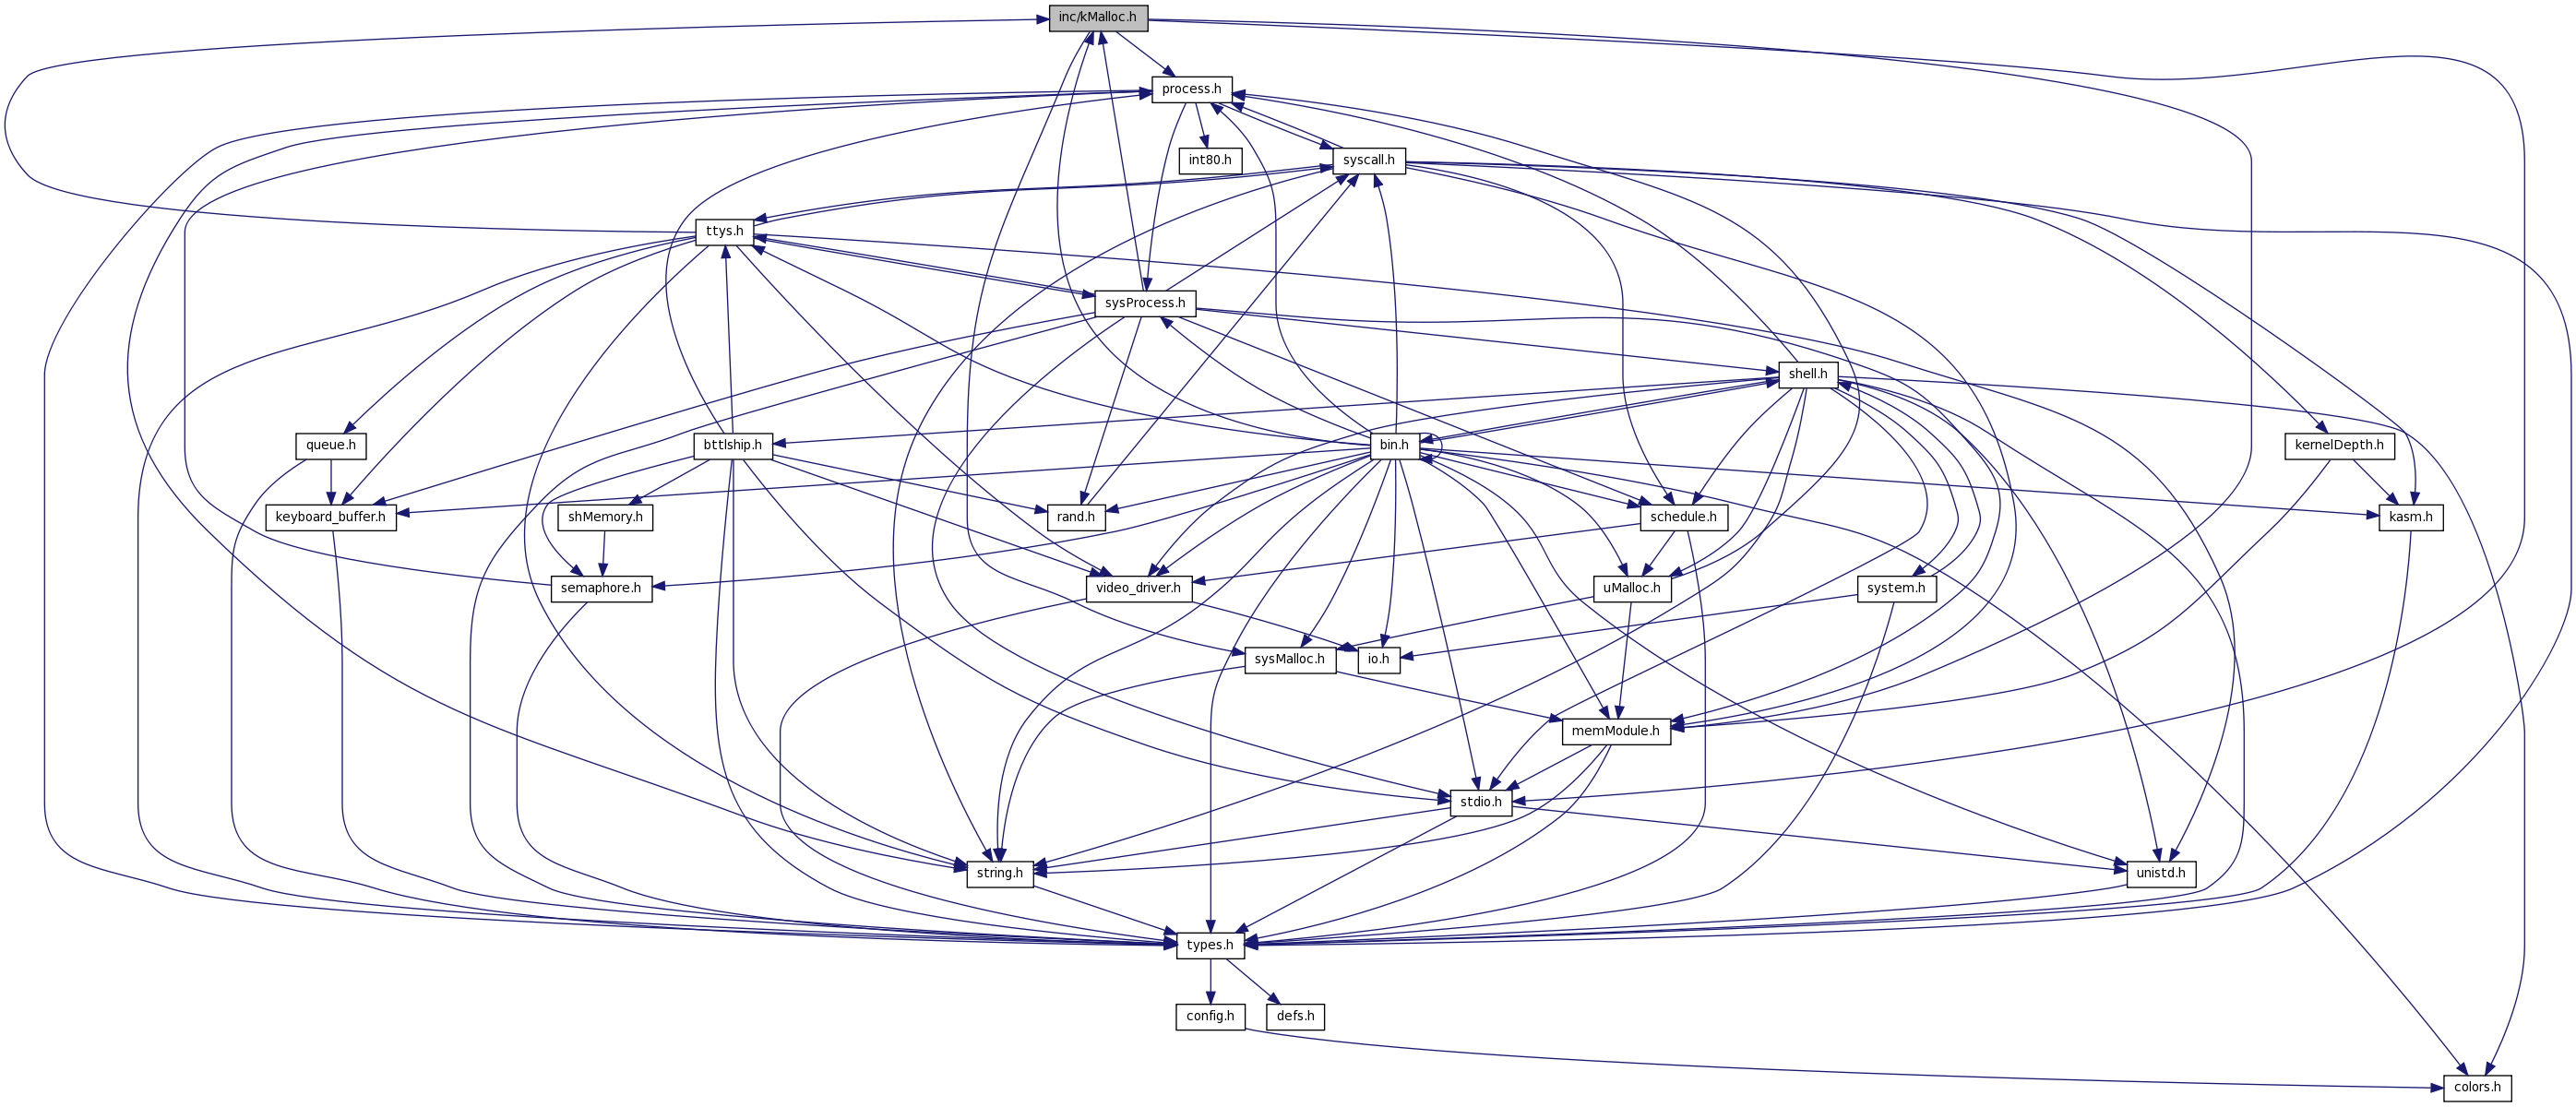 inc/kMalloc.h
process.h
int80.h
syscall.h
ttys.h
sysProcess.h
shell.h
queue.h
bttlship.h
bin.h
kernelDepth.h
keyboard_buffer.h
shMemory.h
rand.h
schedule.h
kasm.h
semaphore.h
video_driver.h
uMalloc.h
system.h
sysMalloc.h
io.h
memModule.h
stdio.h
string.h
unistd.h
types.h
config.h
defs.h
colors.h